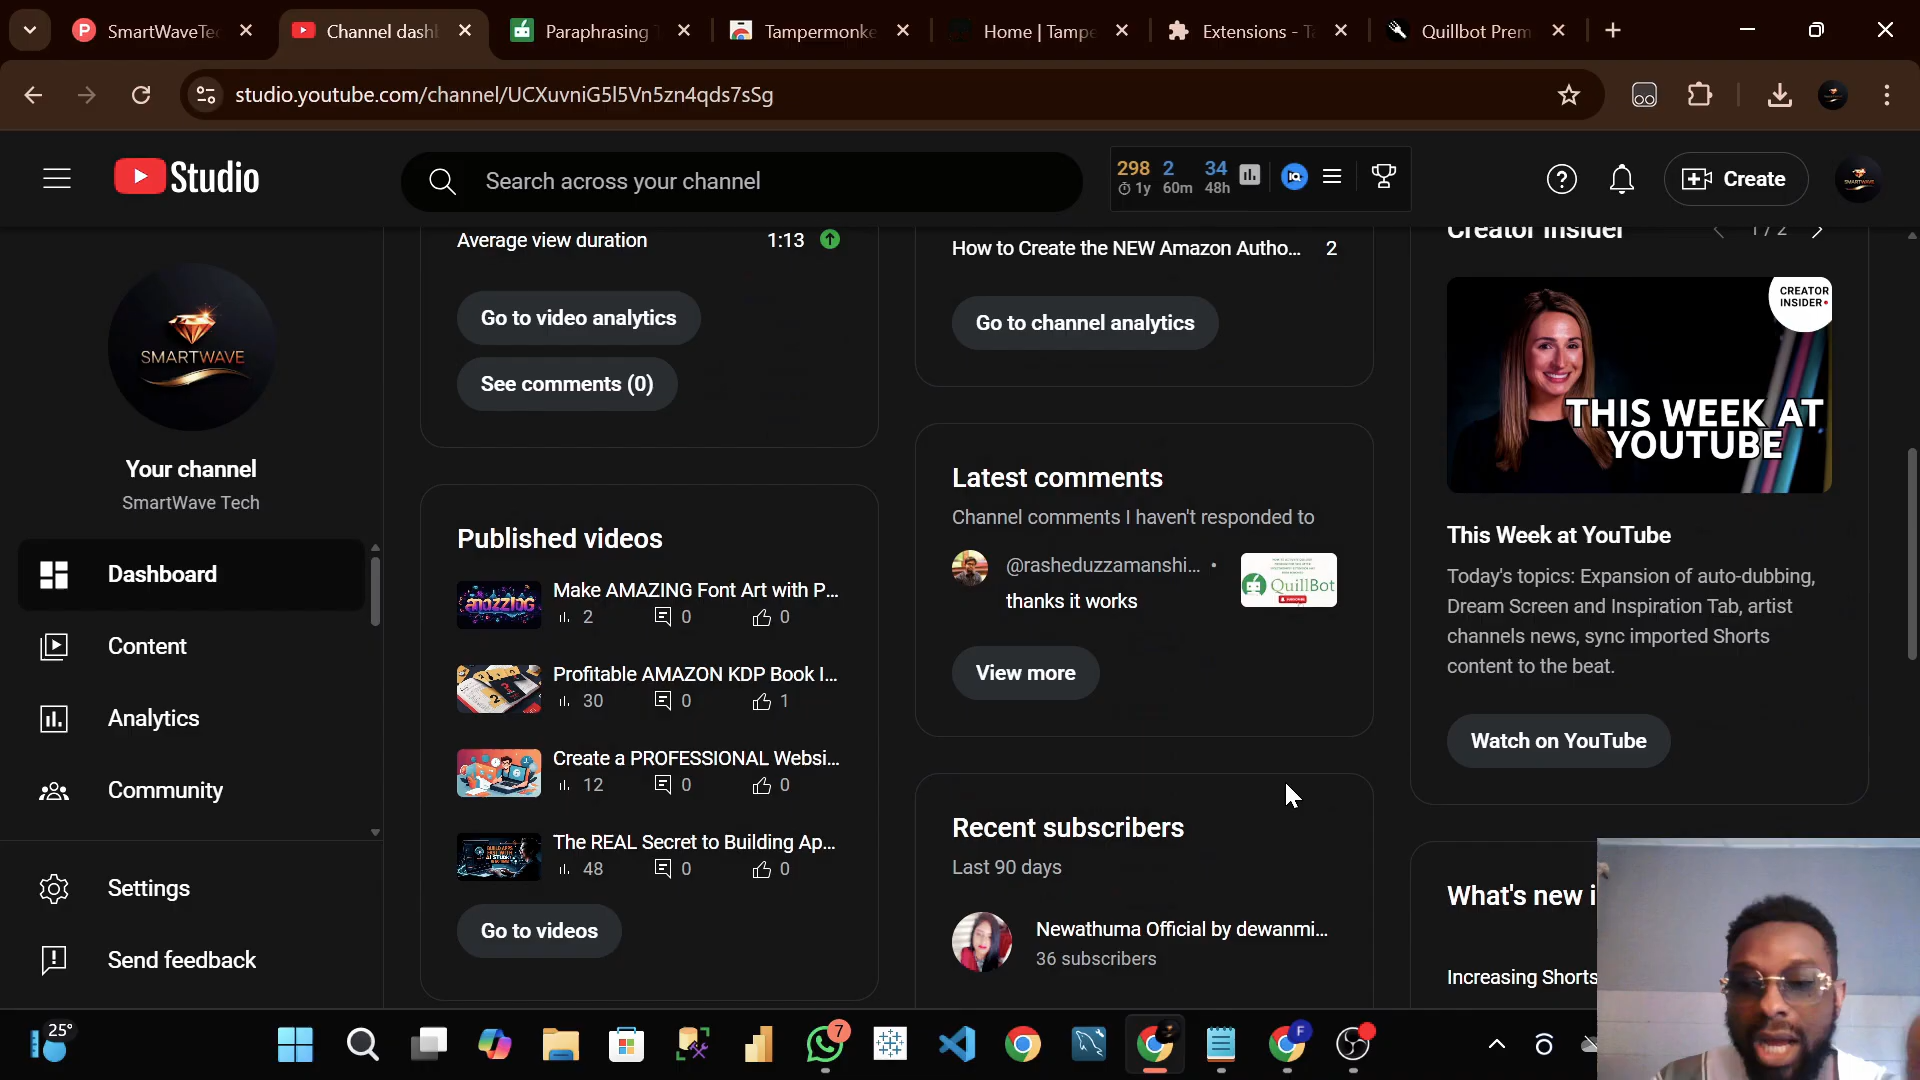 SmartWaveTec
Channel dashb
Paraphrasing T
Tampermonke
Home | Tampe
Extensions - Ta
Quillbot Prem
studio.youtube.com/channel/UCXuvniG5l5Vn5zn4qds7sSg
Studio
Search across your channel
298 2 34
1y 60m 48h
IQ
Create
SMARTWAVE
Your channel
SmartWave Tech
Dashboard
Content
Analytics
Community
Settings
Send feedback
Average view duration 1:13
Go to video analytics
See comments (0)
Published videos
Make AMAZING Font Art with P...
2 0 0
Profitable AMAZON KDP Book I...
30 0 1
Create a PROFESSIONAL Websi...
12 0 0
The REAL Secret to Building Ap...
48 0 0
Go to videos
How to Create the NEW Amazon Autho... 2
Go to channel analytics
Latest comments
Channel comments I haven't responded to
@rasheduzzamanshi... •
thanks it works
QuillBot
View more
Recent subscribers
Last 90 days
Newathuma Official by dewanmi...
36 subscribers
Creator Insider 1 / 2
CREATOR
INSIDER
THIS WEEK AT
YOUTUBE
This Week at YouTube
Today's topics: Expansion of auto-dubbing,
Dream Screen and Inspiration Tab, artist
channels news, sync imported Shorts
content to the beat.
Watch on YouTube
What's new i
Increasing Shorts
25°
7
F